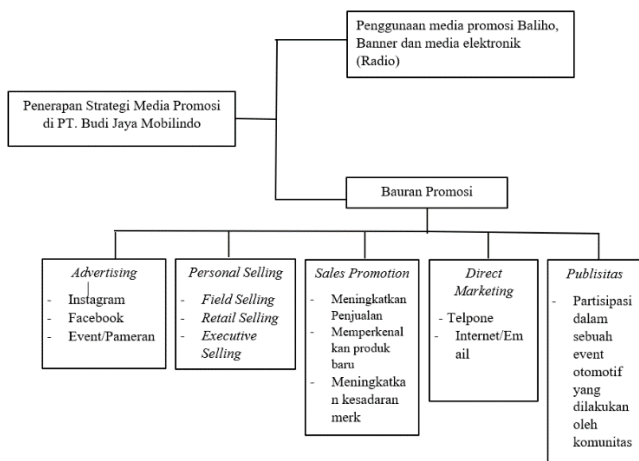 Penggunaan media promosi Baliho,
Banner dan media elektronik
(Radio)
Penerapan Strategi Media Promosi
di PT. Budi Jaya Mobilindo
Bauran Promosi
Advertising
- Instagram
- Facebook
- Event/Pameran
Personal Selling
- Field Selling
- Retail Selling
- Executive
Selling
Sales Promotion
- Meningkatkan
Penjualan
- Memperkenal
kan produk
baru
- Meningkatka
n kesadaran
merk
Direct
Marketing
- Telpone
- Internet/Em
ail
Publisitas
- Partisipasi
dalam
sebuah
event
otomotif
yang
dilakukan
oleh
komunitas